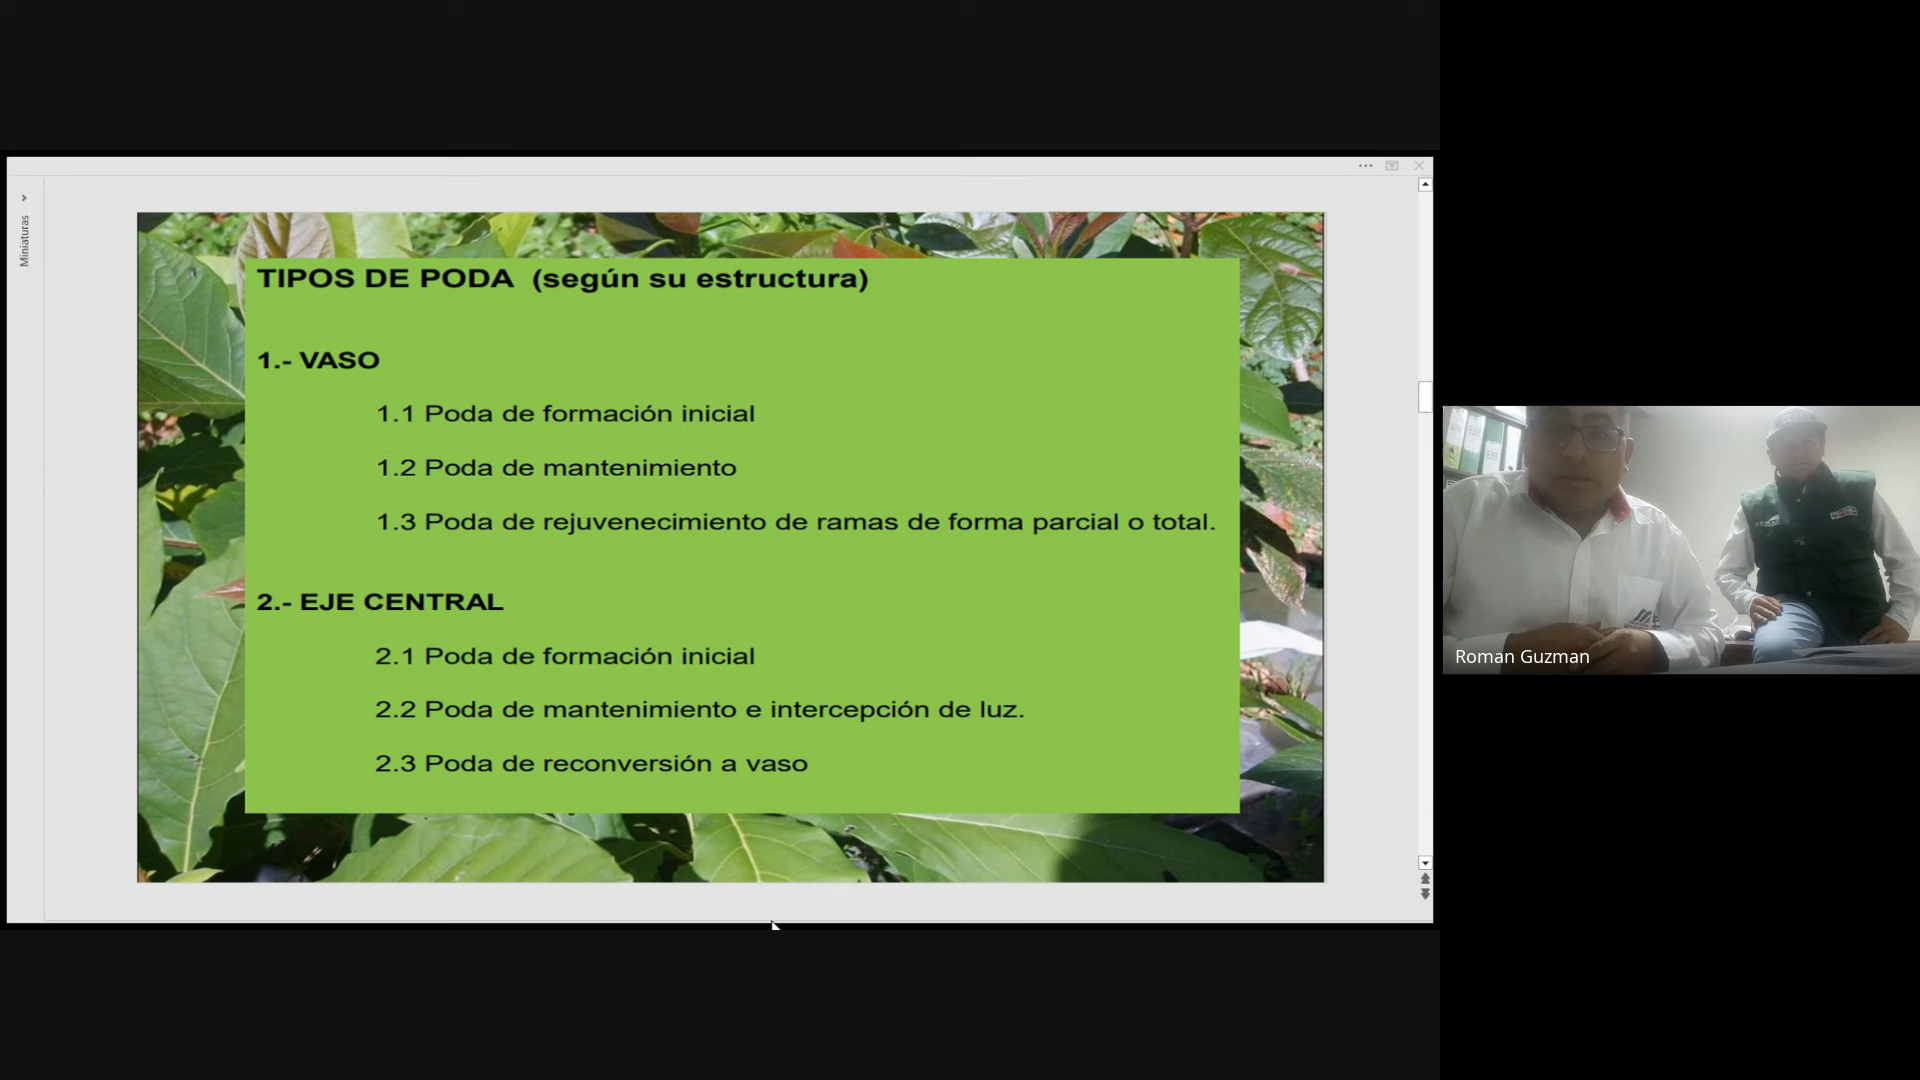 Miniaturas
TIPOS DE PODA (según su estructura)
1.- VASO
1.1 Poda de formación inicial
1.2 Poda de mantenimiento
1.3 Poda de rejuvenecimiento de ramas de forma parcial o total.
2.- EJE CENTRAL
2.1 Poda de formación inicial
2.2 Poda de mantenimiento e intercepción de luz.
2.3 Poda de reconversión a vaso
Roman Guzman